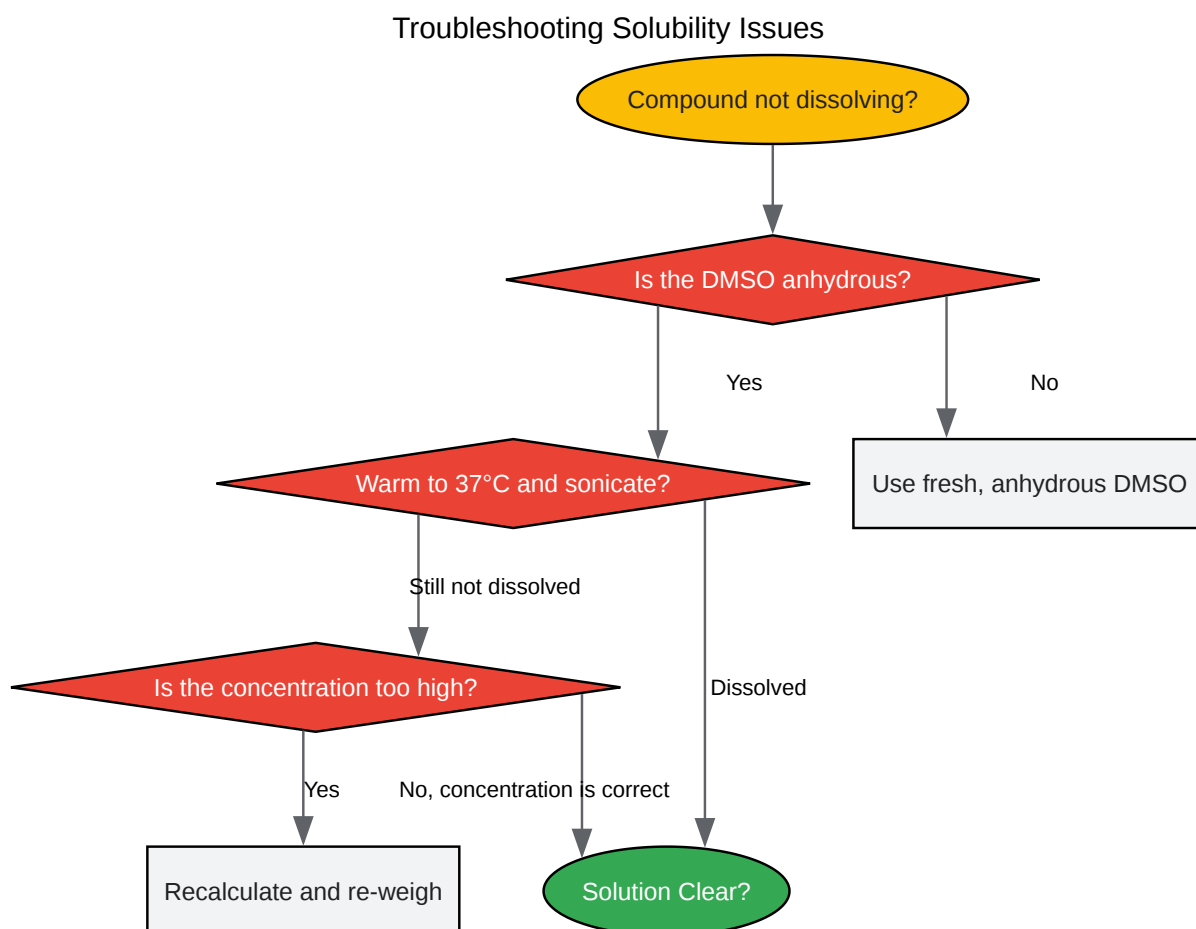 Troubleshooting Solubility Issues
Compound not dissolving?
Is the DMSO anhydrous?
Yes
No
Warm to 37°C and sonicate?
Use fresh, anhydrous DMSO
Still not dissolved
Is the concentration too high?
Dissolved
Yes
No, concentration is correct
Recalculate and re-weigh
Solution Clear?